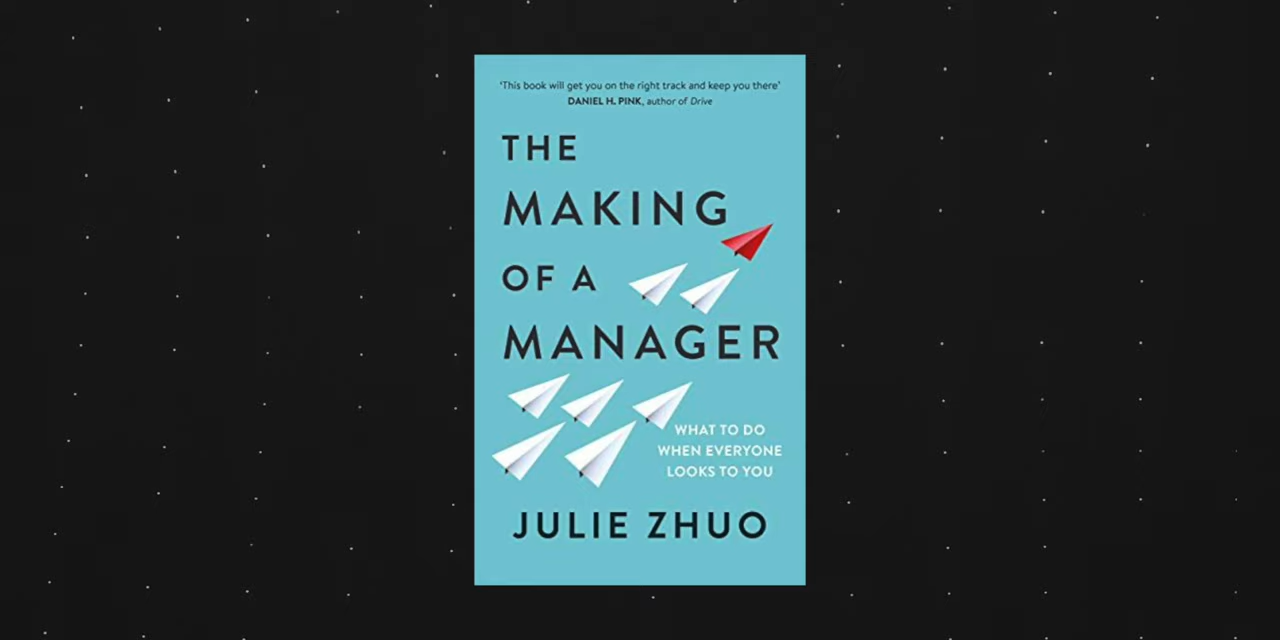 ‘This book will get you on the right track and keep you there’
DANIEL H. PINK, author of Drive
THE
MAKING
OF A
MANAGER
WHAT TO DO
WHEN EVERYONE
LOOKS TO YOU
JULIE ZHUO